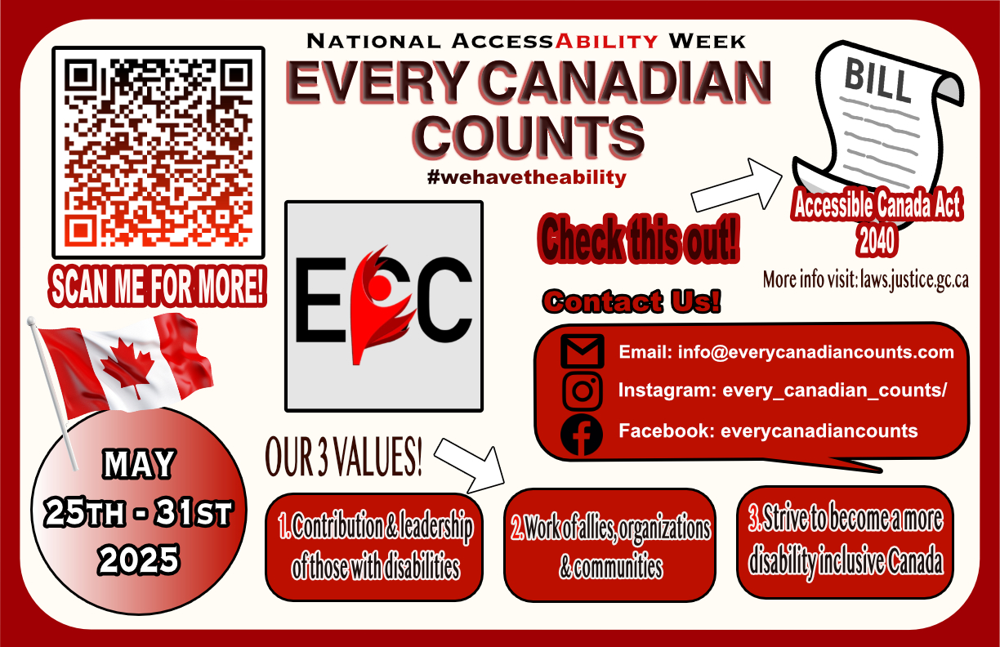 NATIONAL ACCESSABILITY WEEK
EVERY CANADIAN
COUNTS
#wehavetheability
SCAN ME FOR MORE!
BILL
Accessible Canada Act
2040
More info visit: laws.justice.gc.ca
Check this out!
ECC
Contact Us!
Email: info@everycanadiancounts.com
Instagram: every_canadian_counts/
Facebook: everycanadiancounts
MAY
25TH - 31ST
2025
OUR 3 VALUES!
1. Contribution & leadership
of those with disabilities
2. Work of allies, organizations
& communities
3. Strive to become a more
disability inclusive Canada